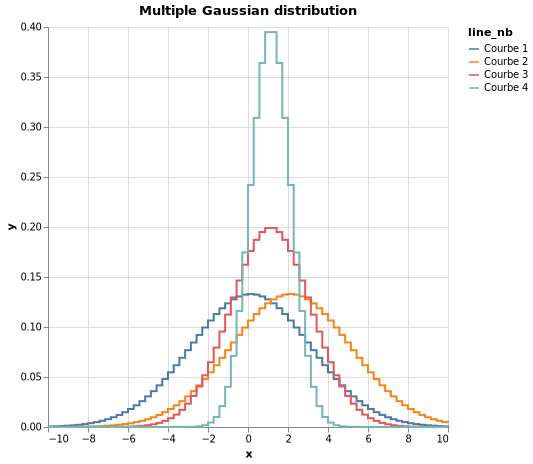 Multiple Gaussian distribution
line_nb
Courbe 1
Courbe 2
Courbe 3
Courbe 4
0.40
0.35
0.30
0.25
0.20
0.15
0.10
0.05
0.00
y
−10 −8 −6 −4 −2 0 2 4 6 8 10
x